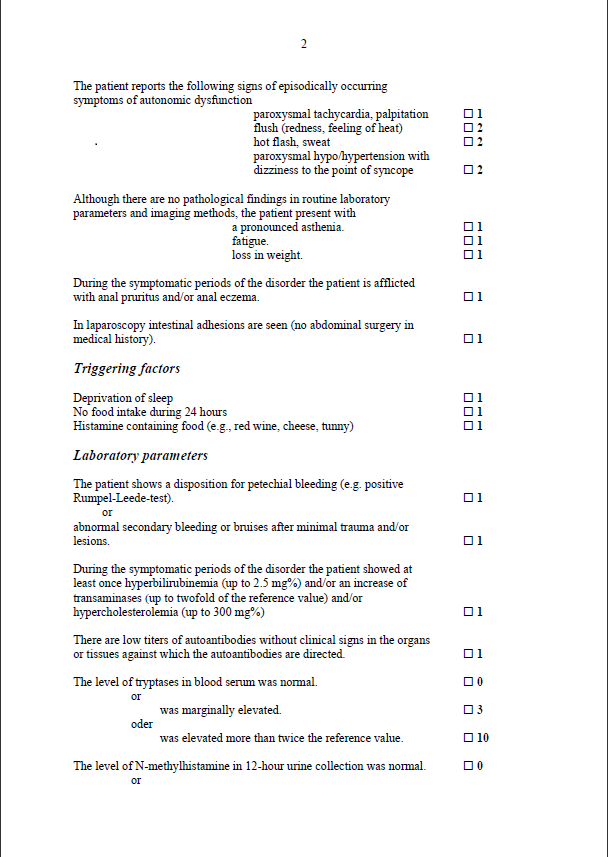 2
The patient reports the following signs of episodically occurring
symptoms of autonomic dysfunction
paroxysmal tachycardia, palpitation ☐ 1
flush (redness, feeling of heat) ☐ 2
hot flash, sweat ☐ 2
paroxysmal hypo/hypertension with
dizziness to the point of syncope ☐ 2
Although there are no pathological findings in routine laboratory
parameters and imaging methods, the patient present with
a pronounced asthenia. ☐ 1
fatigue. ☐ 1
loss in weight. ☐ 1
During the symptomatic periods of the disorder the patient is afflicted
with anal pruritus and/or anal eczema. ☐ 1
In laparoscopy intestinal adhesions are seen (no abdominal surgery in
medical history). ☐ 1
Triggering factors
Deprivation of sleep ☐ 1
No food intake during 24 hours ☐ 1
Histamine containing food (e.g., red wine, cheese, tunny) ☐ 1
Laboratory parameters
The patient shows a disposition for petechial bleeding (e.g. positive
Rumpel-Leede-test). ☐ 1
or
abnormal secondary bleeding or bruises after minimal trauma and/or
lesions. ☐ 1
During the symptomatic periods of the disorder the patient showed at
least once hyperbilirubinemia (up to 2.5 mg%) and/or an increase of
transaminases (up to twofold of the reference value) and/or
hypercholesterolemia (up to 300 mg%) ☐ 1
There are low titers of autoantibodies without clinical signs in the organs
or tissues against which the autoantibodies are directed. ☐ 1
The level of tryptases in blood serum was normal. ☐ 0
or
was marginally elevated. ☐ 3
oder
was elevated more than twice the reference value. ☐ 10
The level of N-methylhistamine in 12-hour urine collection was normal. ☐ 0
or